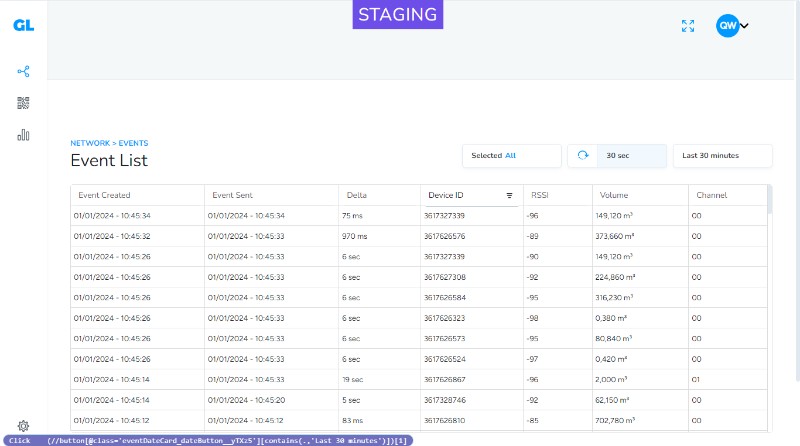 STAGING
GL
QW
NETWORK > EVENTS
Event List
Selected All
30 sec
Last 30 minutes
Event Created Event Sent Delta Device ID RSSI Volume Channel
01/01/2024 - 10:45:34 01/01/2024 - 10:45:34 75 ms 3617327339 -96 149,120 m³ 00
01/01/2024 - 10:45:32 01/01/2024 - 10:45:33 970 ms 3617626576 -89 373,660 m³ 00
01/01/2024 - 10:45:26 01/01/2024 - 10:45:33 6 sec 3617327339 -90 149,120 m³ 00
01/01/2024 - 10:45:26 01/01/2024 - 10:45:33 6 sec 3617627308 -92 224,860 m³ 00
01/01/2024 - 10:45:26 01/01/2024 - 10:45:33 6 sec 3617626584 -95 316,230 m³ 00
01/01/2024 - 10:45:26 01/01/2024 - 10:45:33 6 sec 3617626323 -98 0,380 m³ 00
01/01/2024 - 10:45:26 01/01/2024 - 10:45:33 6 sec 3617626573 -95 80,840 m³ 00
01/01/2024 - 10:45:26 01/01/2024 - 10:45:33 6 sec 3617626524 -97 0,420 m³ 00
01/01/2024 - 10:45:14 01/01/2024 - 10:45:33 19 sec 3617626867 -96 2,000 m³ 01
01/01/2024 - 10:45:14 01/01/2024 - 10:45:20 5 sec 3617328746 -92 62,150 m³ 00
01/01/2024 - 10:45:12 01/01/2024 - 10:45:12 83 ms 3617626810 -85 702,780 m³ 00
Click (//button[@class='eventDateCard_dateButton__yTXz5'][contains(.,'Last 30 minutes')])[1]